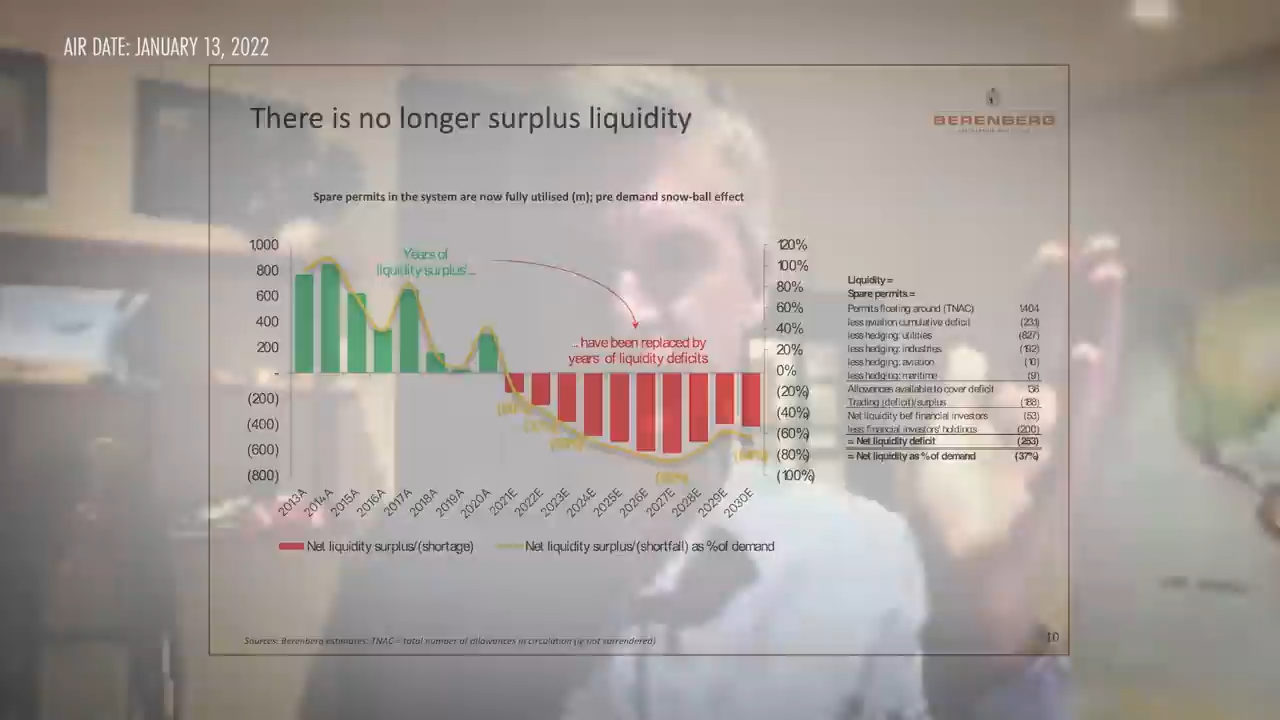 AIR DATE: JANUARY 13, 2022
There is no longer surplus liquidity
BERENBERG
Spare permits in the system are now fully utilised (m); pre demand snow-ball effect
1,000
800
600
400
200
-
(200)
(400)
(600)
(800)
Years of
liquidity surplus'...
...have been replaced by
years of liquidity deficits
120%
100%
80%
60%
40%
20%
0%
(20%)
(40%)
(60%)
(80%)
(100%)
2013A 2014A 2015A 2016A 2017A 2018A 2019A 2020A 2021E 2022E 2023E 2024E 2025E 2026E 2027E 2028E 2029E 2030E
Net liquidity surplus/(shortage)
Net liquidity surplus/(shortfall) as % of demand
Liquidity =
Spare permits =
Permits floating around (TNAC) 1,404
less aviation cumulative deficit (231)
less hedging: utilities (827)
less hedging: industries (192)
less hedging: aviation (10)
less hedging: maritime (9)
Allowances available to cover deficit 136
Trading (deficit)/surplus (188)
Net liquidity bef financial investors (53)
less financial investors' holdings (200)
= Net liquidity deficit (253)
= Net liquidity as % of demand (37%)
Sources: Berenberg estimates; TNAC = total number of allowances in circulation (ie not surrendered)
10